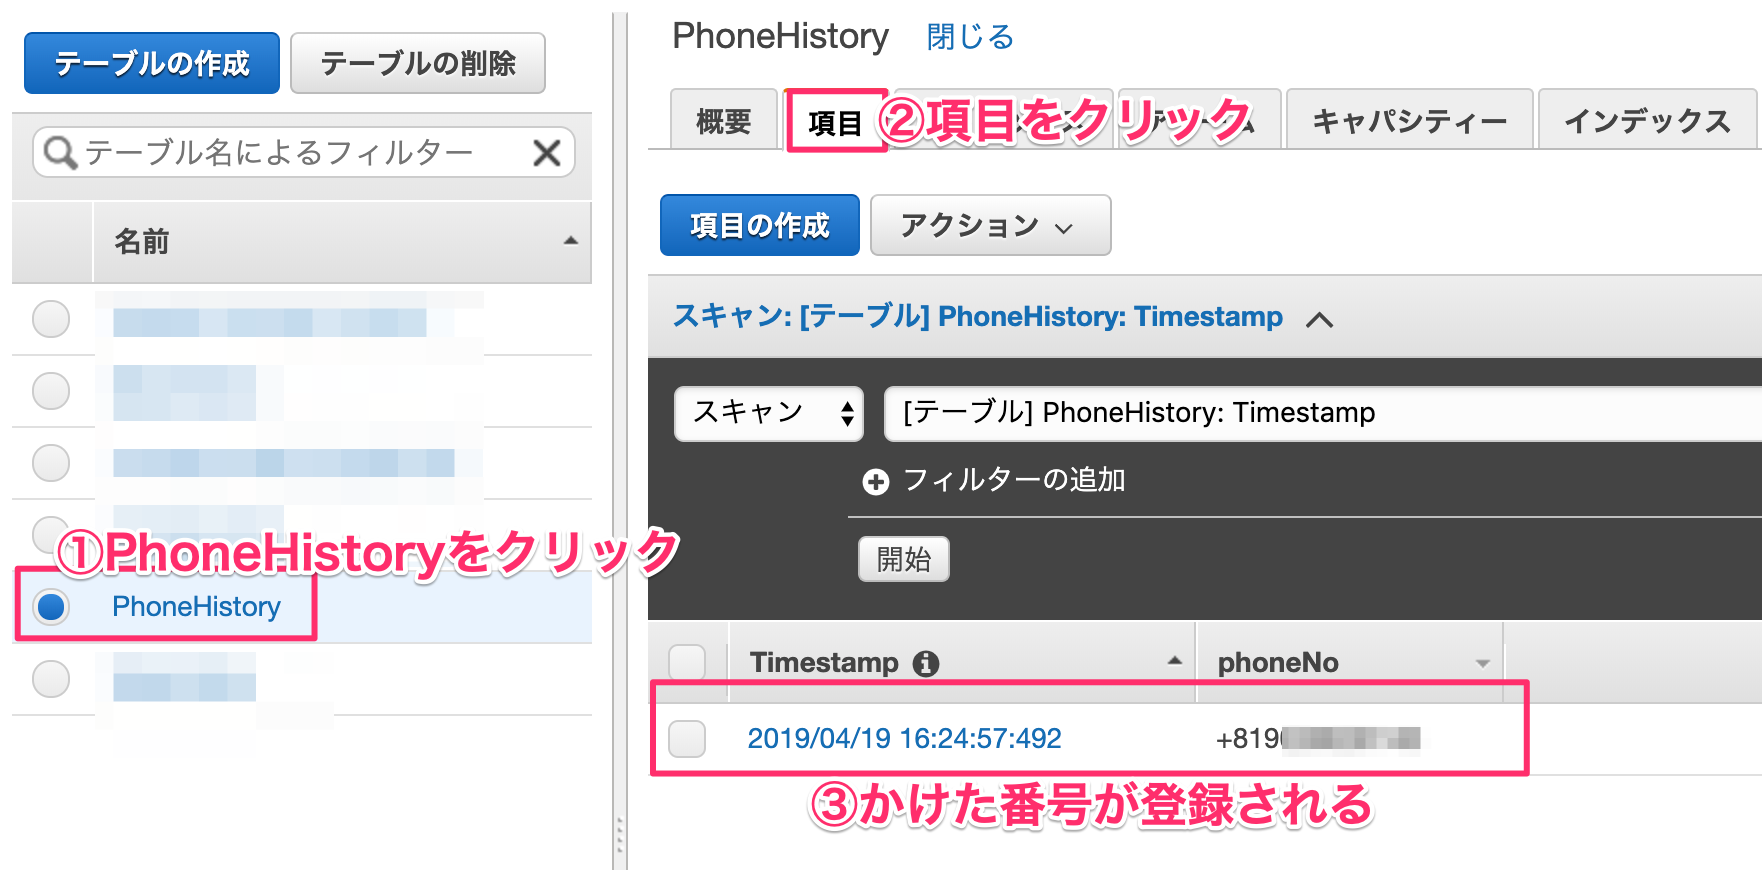 テーブルの作成
テーブルの削除
テーブル名によるフィルター
名前
①PhoneHistoryをクリック
PhoneHistory
PhoneHistory 閉じる
概要
項目
②項目をクリック
キャパシティー
インデックス
項目の作成
アクション
スキャン: [テーブル] PhoneHistory: Timestamp
スキャン
[テーブル] PhoneHistory: Timestamp
フィルターの追加
開始
Timestamp
phoneNo
2019/04/19 16:24:57:492
+819
③かけた番号が登録される